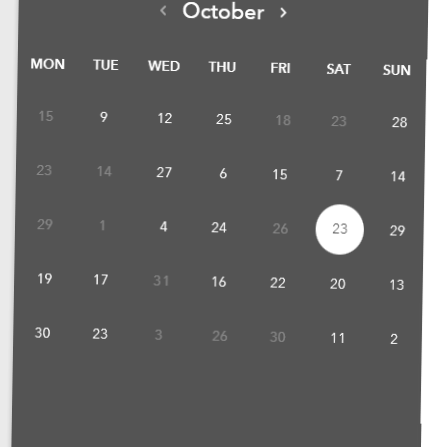 ‹ October ›
MON TUE WED THU FRI SAT SUN
15 9 12 25 18 23 28
23 14 27 6 15 7 14
29 1 4 24 26 23 29
19 17 31 16 22 20 13
30 23 3 26 30 11 2